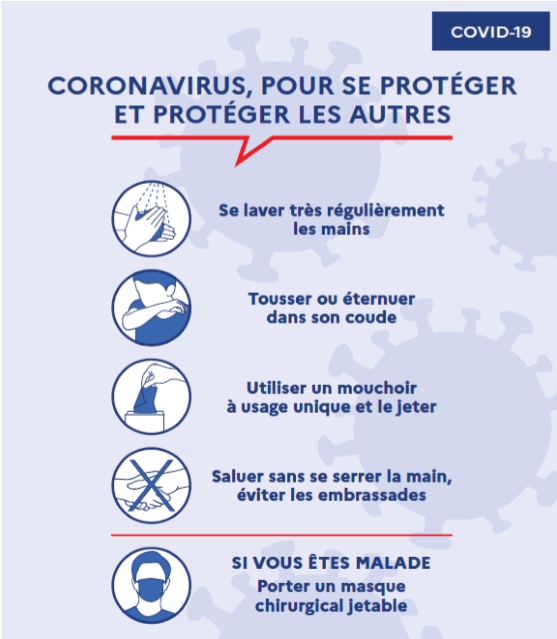 COVID-19
CORONAVIRUS, POUR SE PROTÉGER
ET PROTÉGER LES AUTRES
Se laver très régulièrement
les mains
Tousser ou éternuer
dans son coude
Utiliser un mouchoir
à usage unique et le jeter
Saluer sans se serrer la main,
éviter les embrassades
SI VOUS ÊTES MALADE
Porter un masque
chirurgical jetable